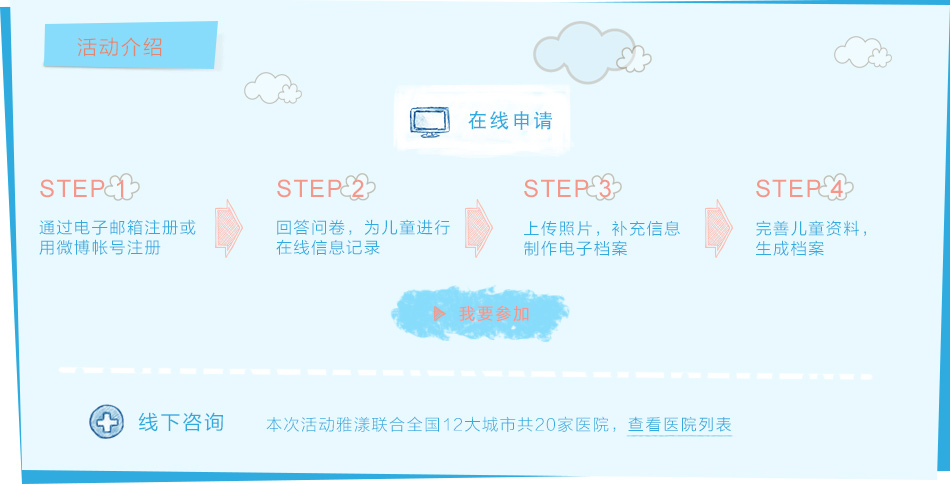 活动介绍
在线申请
STEP 1
通过电子邮箱注册或
用微博帐号注册
STEP 2
回答问卷，为儿童进行
在线信息记录
STEP 3
上传照片，补充信息
制作电子档案
STEP 4
完善儿童资料，
生成档案
我要参加
线下咨询
本次活动雅漾联合全国12大城市共20家医院，查看医院列表